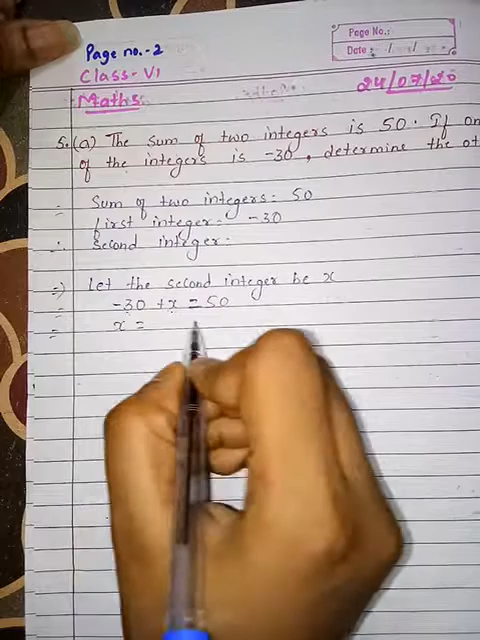 Page no.-2
Page No.:
Date :
Class-VI
24/07/20
Maths:
5.(a) The sum of two integers is 50. If on
of the integers is -30, determine the ot
= Sum of two integers: 50
first integer:- -30
∴ Second integer:-
=) Let the second integer be x
= -30 + x = 50
= x =